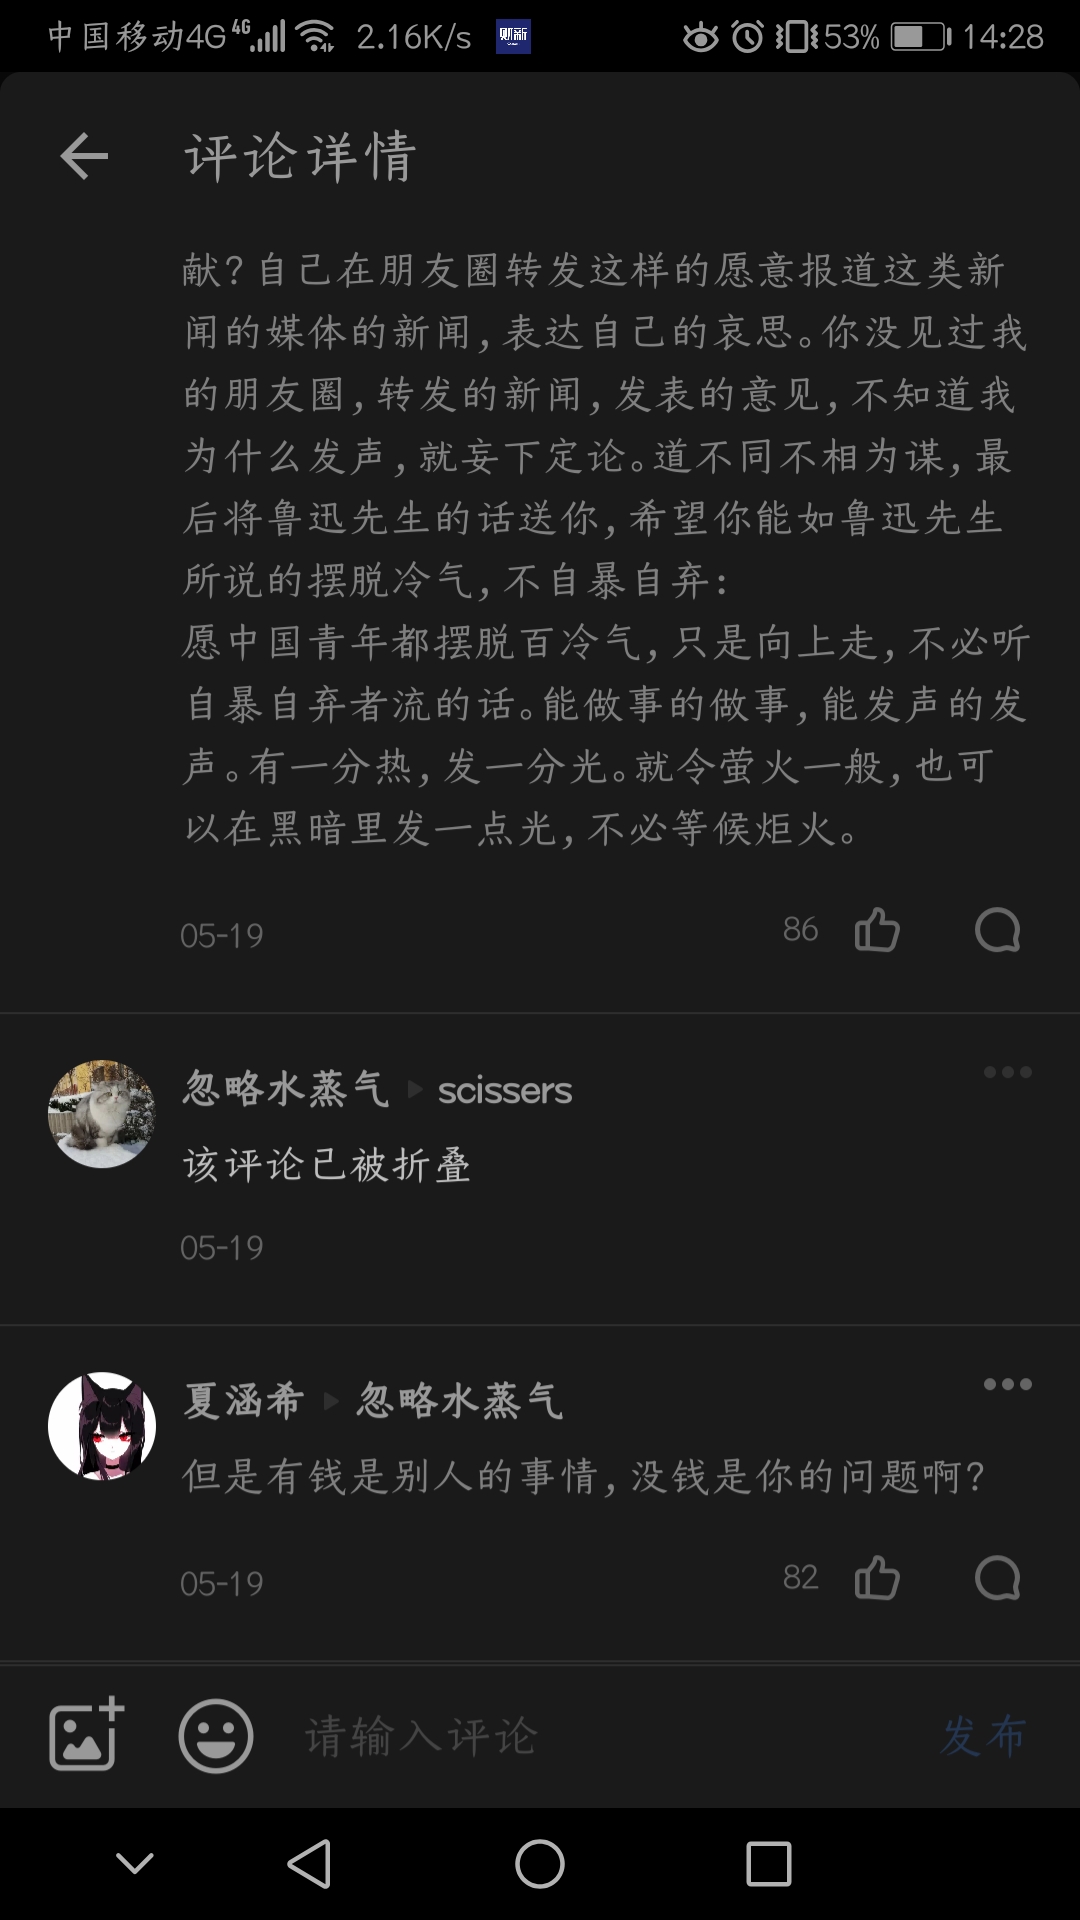 中国移动4G 4G 2.16K/s 财新 53% 14:28
评论详情
献?自己在朋友圈转发这样的愿意报道这类新
闻的媒体的新闻,表达自己的哀思。你没见过我
的朋友圈,转发的新闻,发表的意见,不知道我
为什么发声,就妄下定论。道不同不相为谋,最
后将鲁迅先生的话送你,希望你能如鲁迅先生
所说的摆脱冷气,不自暴自弃:
愿中国青年都摆脱百冷气,只是向上走,不必听
自暴自弃者流的话。能做事的做事,能发声的发
声。有一分热,发一分光。就令萤火一般,也可
以在黑暗里发一点光,不必等候炬火。
05-19 86
忽略水蒸气 scissers
该评论已被折叠
05-19
夏涵希 忽略水蒸气
但是有钱是别人的事情,没钱是你的问题啊?
05-19 82
请输入评论 发布